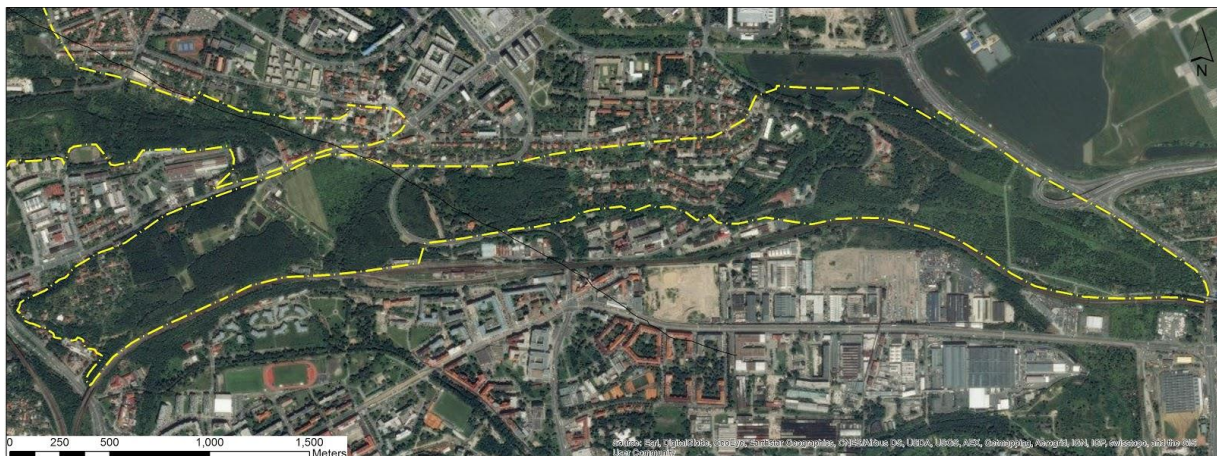 N
0 250 500 1,000 1,500
Meters
Source: Esri, DigitalGlobe, GeoEye, Earthstar Geographics, CNES/Airbus DS, USDA, USGS, AEX, Getmapping, Aerogrid, IGN, IGP, swisstopo, and the GIS
User Community